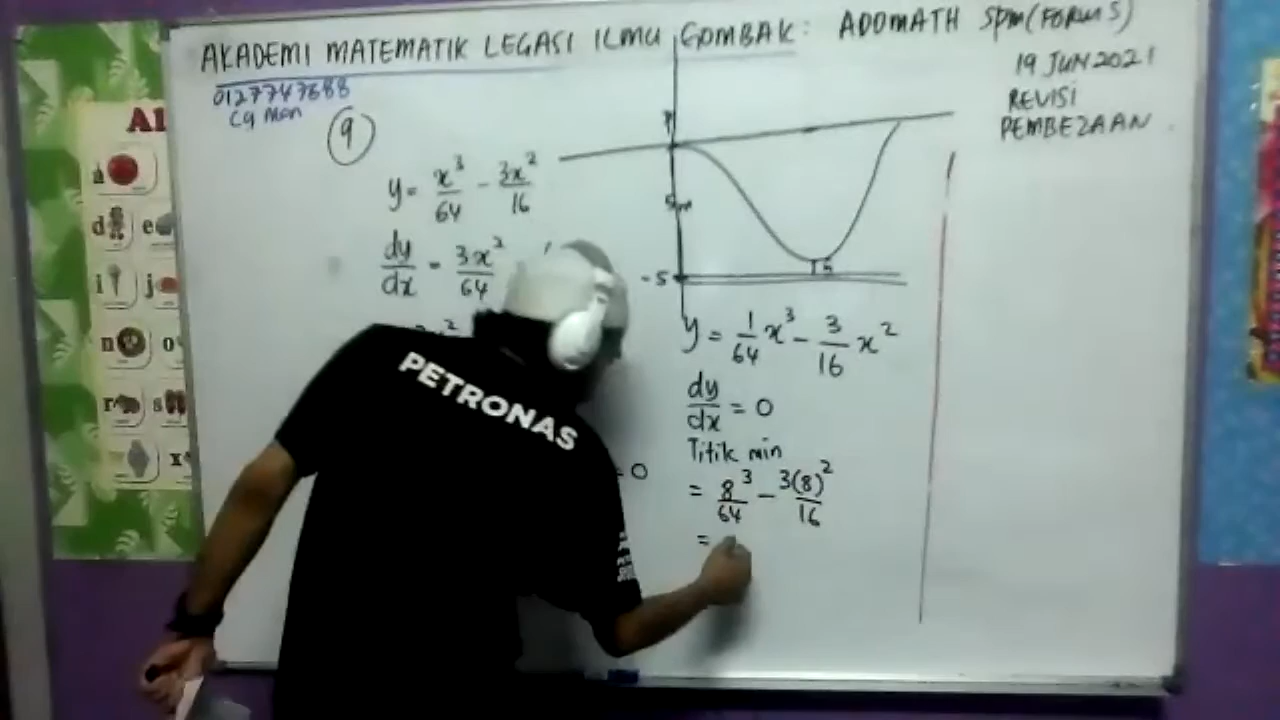 AKADEMI MATEMATIK LEGASI ILMU GOMBAK: ADDMATH SPM (FORM 5)
0127747688
Cg Man
19 JUN 2021
REVISI
PEMBEZAAN
9
y = x³/64 - 3x²/16
dy/dx = 3x²/64
P
5m
-5
h
y = 1/64 x³ - 3/16 x²
dy/dx = 0
Titik min
= 8³/64 - 3(8)²/16
=
= 0
PETRONAS
A
a
d e
i j
n o
r s
x